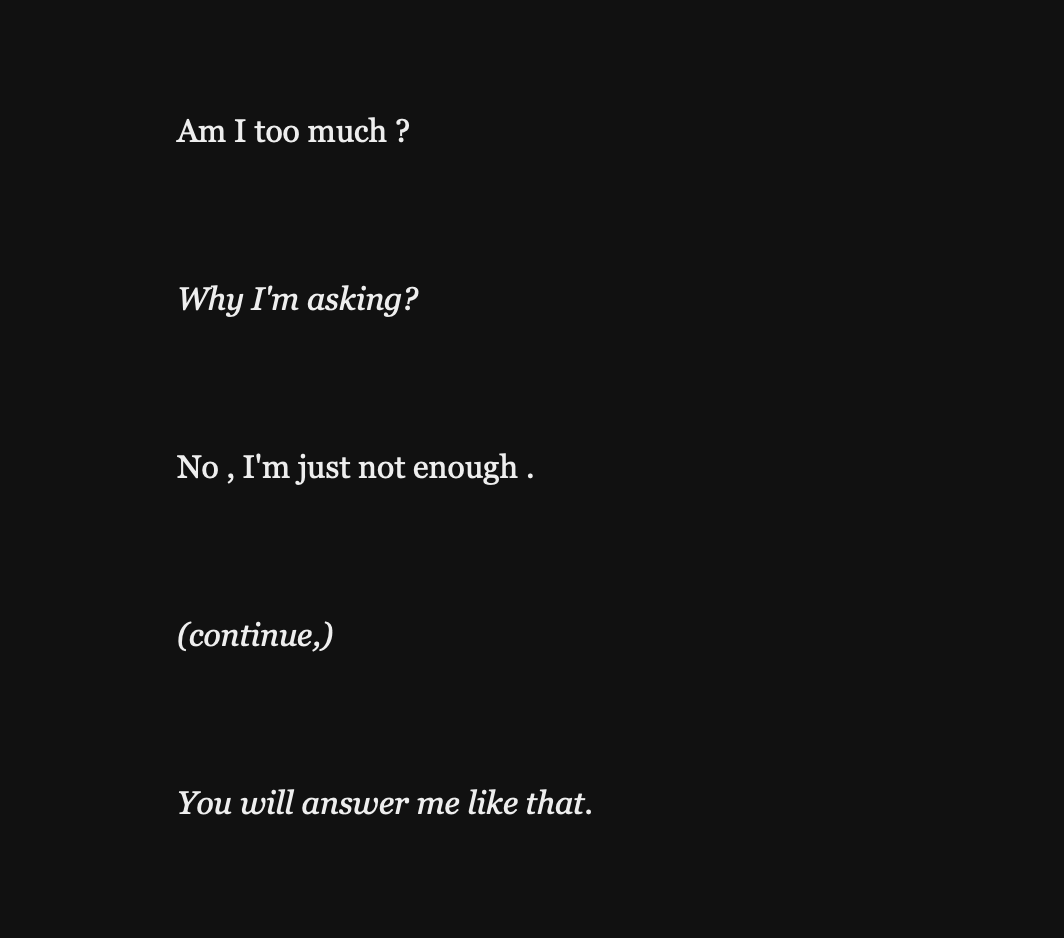 Am I too much ?
Why I'm asking?
No , I'm just not enough .
(continue,)
You will answer me like that.